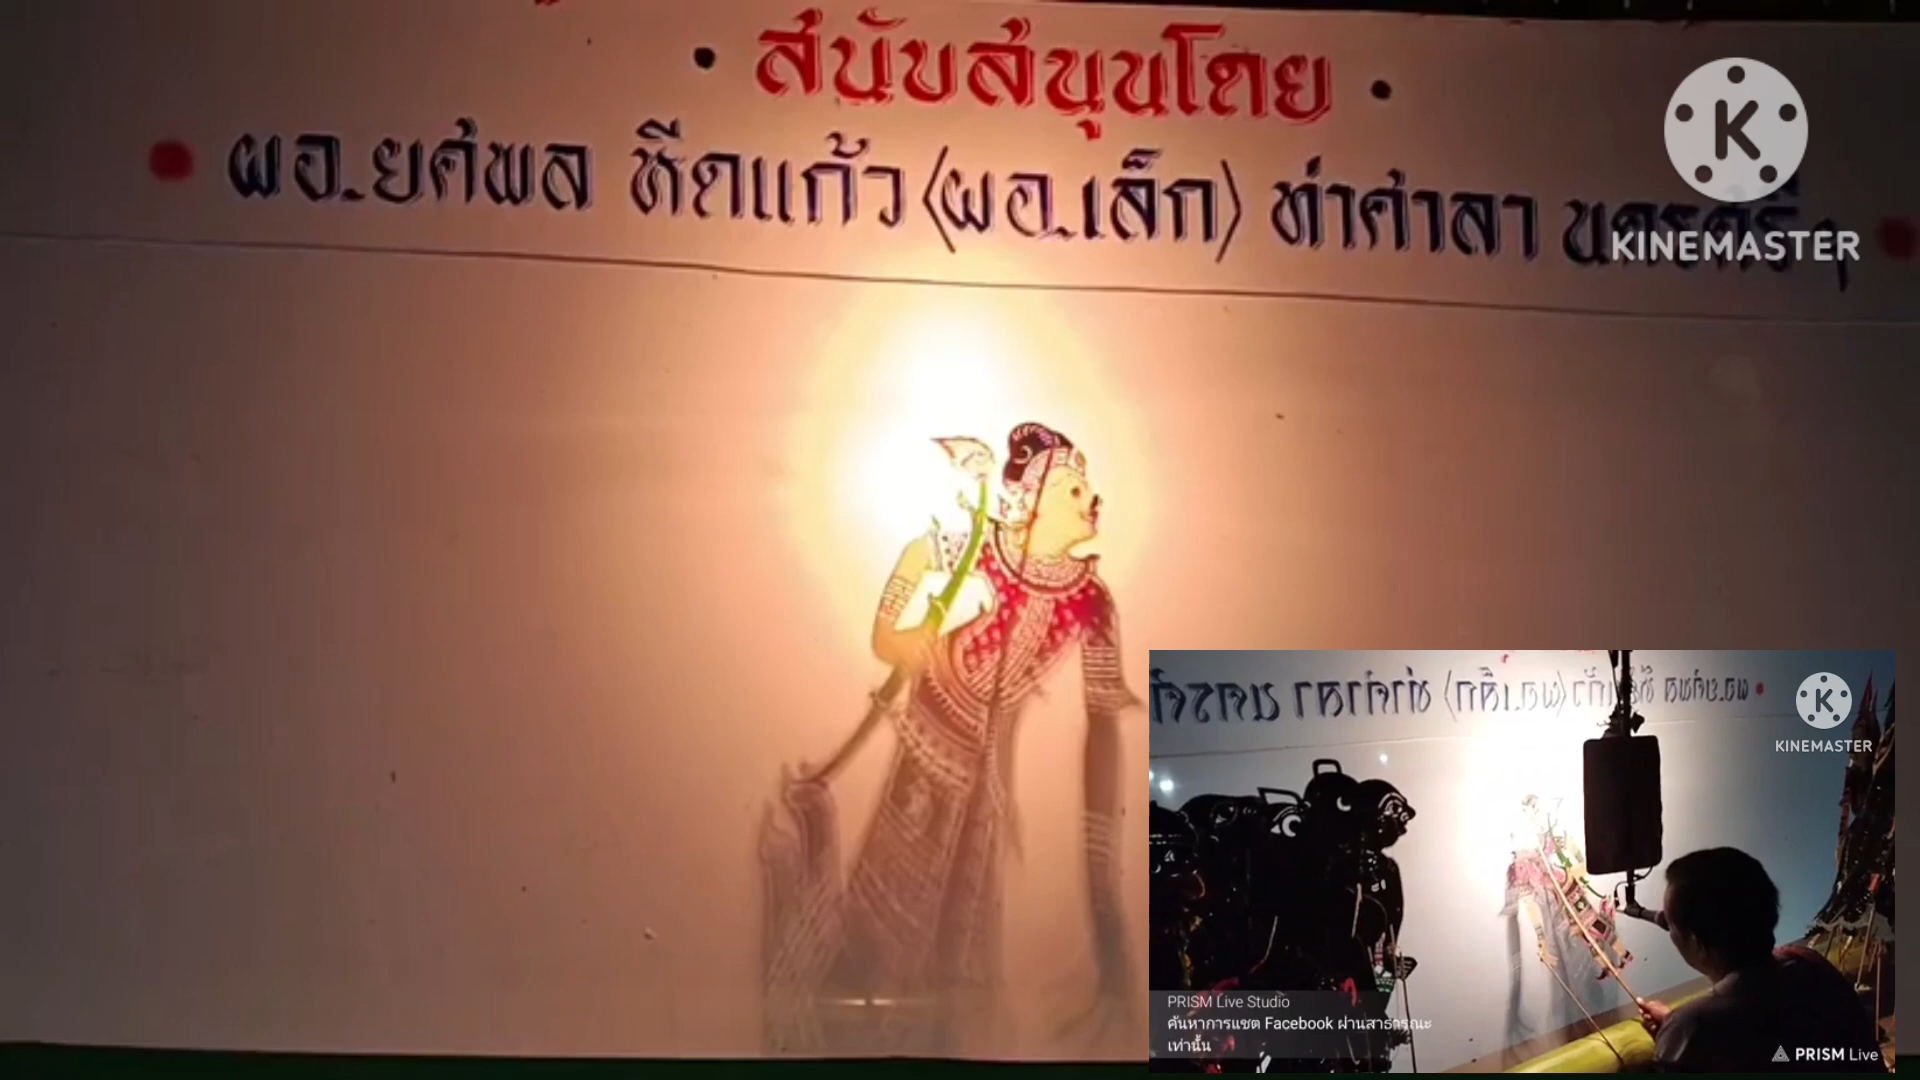 • สนับสนุนโดย •
ผอ.ยศพล หีดแก้ว (ผอ.เล็ก) ท่าศาลา นครศรีฯ
KINEMASTER
KINEMASTER
PRISM Live Studio
ค้นหาการแชต Facebook ผ่านสาธารณะ
เท่านั้น
PRISM Live